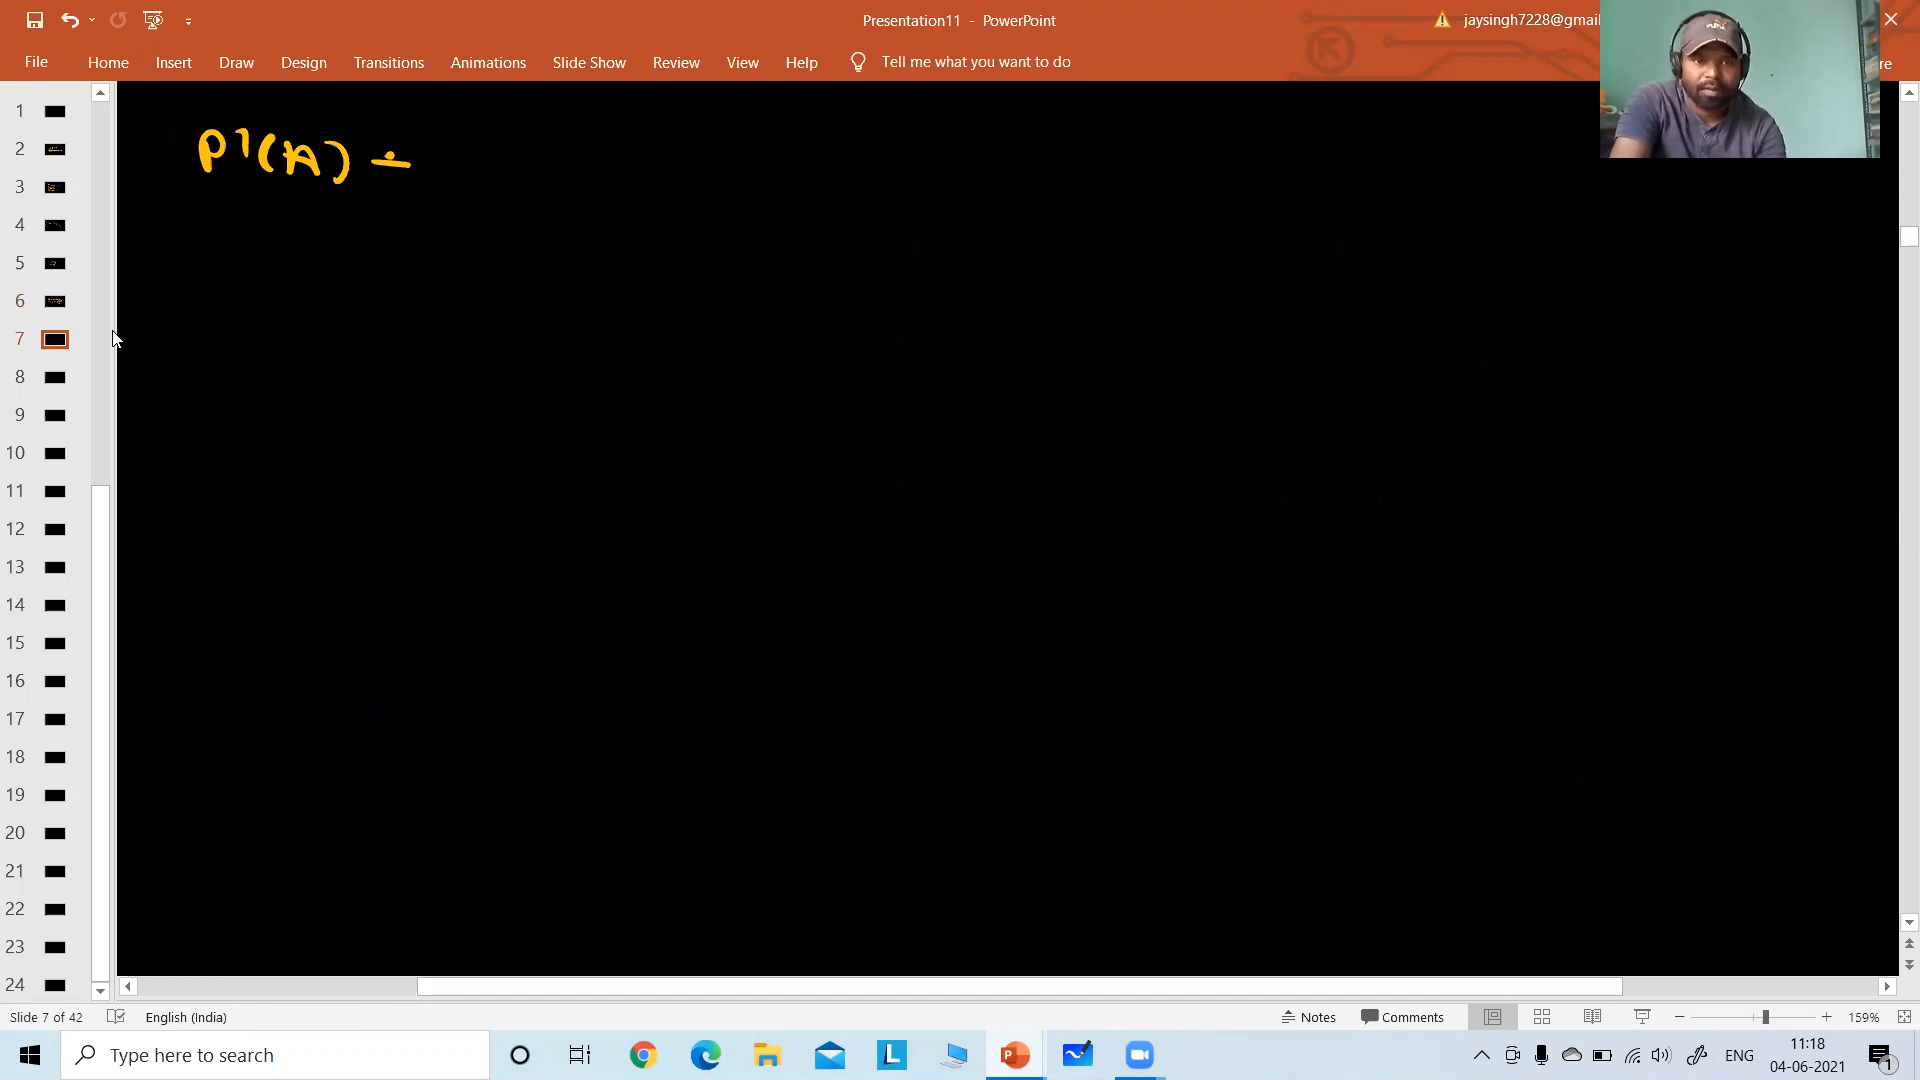 Presentation11 - PowerPoint
jaysingh7228@gmail
File Home Insert Draw Design Transitions Animations Slide Show Review View Help Tell me what you want to do
re
P'(A) ÷
1
2
3
4
5
6
7
8
9
10
11
12
13
14
15
16
17
18
19
20
21
22
23
24
Slide 7 of 42 English (India) Notes Comments 159%
Type here to search
L
P
ENG
11:18
04-06-2021
1